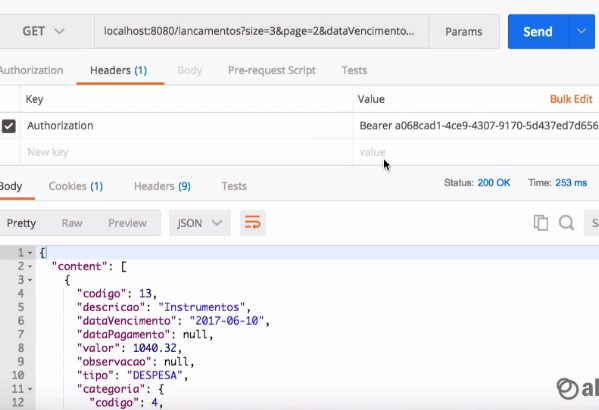 GET localhost:8080/lancamentos?size=3&page=2&dataVencimento... Params Send
Authorization Headers (1) Body Pre-request Script Tests
Key Value Bulk Edit
Authorization Bearer a068cad1-4ce9-4307-9170-5d437ed7d656
New key value
Body Cookies (1) Headers (9) Tests Status: 200 OK Time: 253 ms
Pretty Raw Preview JSON
1 {
2 "content": [
3 {
4 "codigo": 13,
5 "descricao": "Instrumentos",
6 "dataVencimento": "2017-06-10",
7 "dataPagamento": null,
8 "valor": 1040.32,
9 "observacao": null,
10 "tipo": "DESPESA",
11 "categoria": {
12 "codigo": 4,